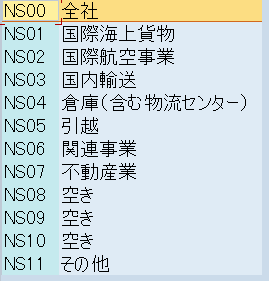 NS00 全社
NS01 国際海上貨物
NS02 国際航空事業
NS03 国内輸送
NS04 倉庫(含む物流センター)
NS05 引越
NS06 関連事業
NS07 不動産業
NS08 空き
NS09 空き
NS10 空き
NS11 その他